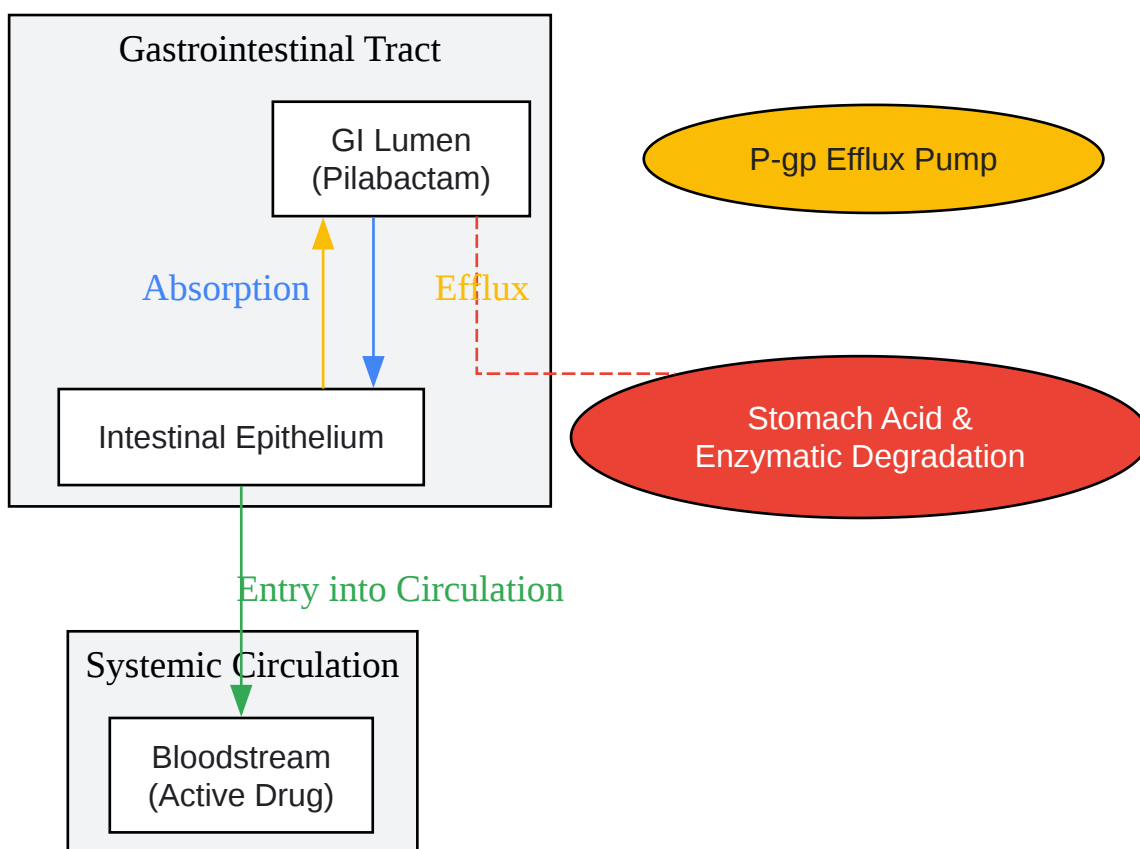 Gastrointestinal Tract
GI Lumen
(Pilabactam)
P-gp Efflux Pump
Absorption
Efflux
Intestinal Epithelium
Stomach Acid &
Enzymatic Degradation
Entry into Circulation
Systemic Circulation
Bloodstream
(Active Drug)